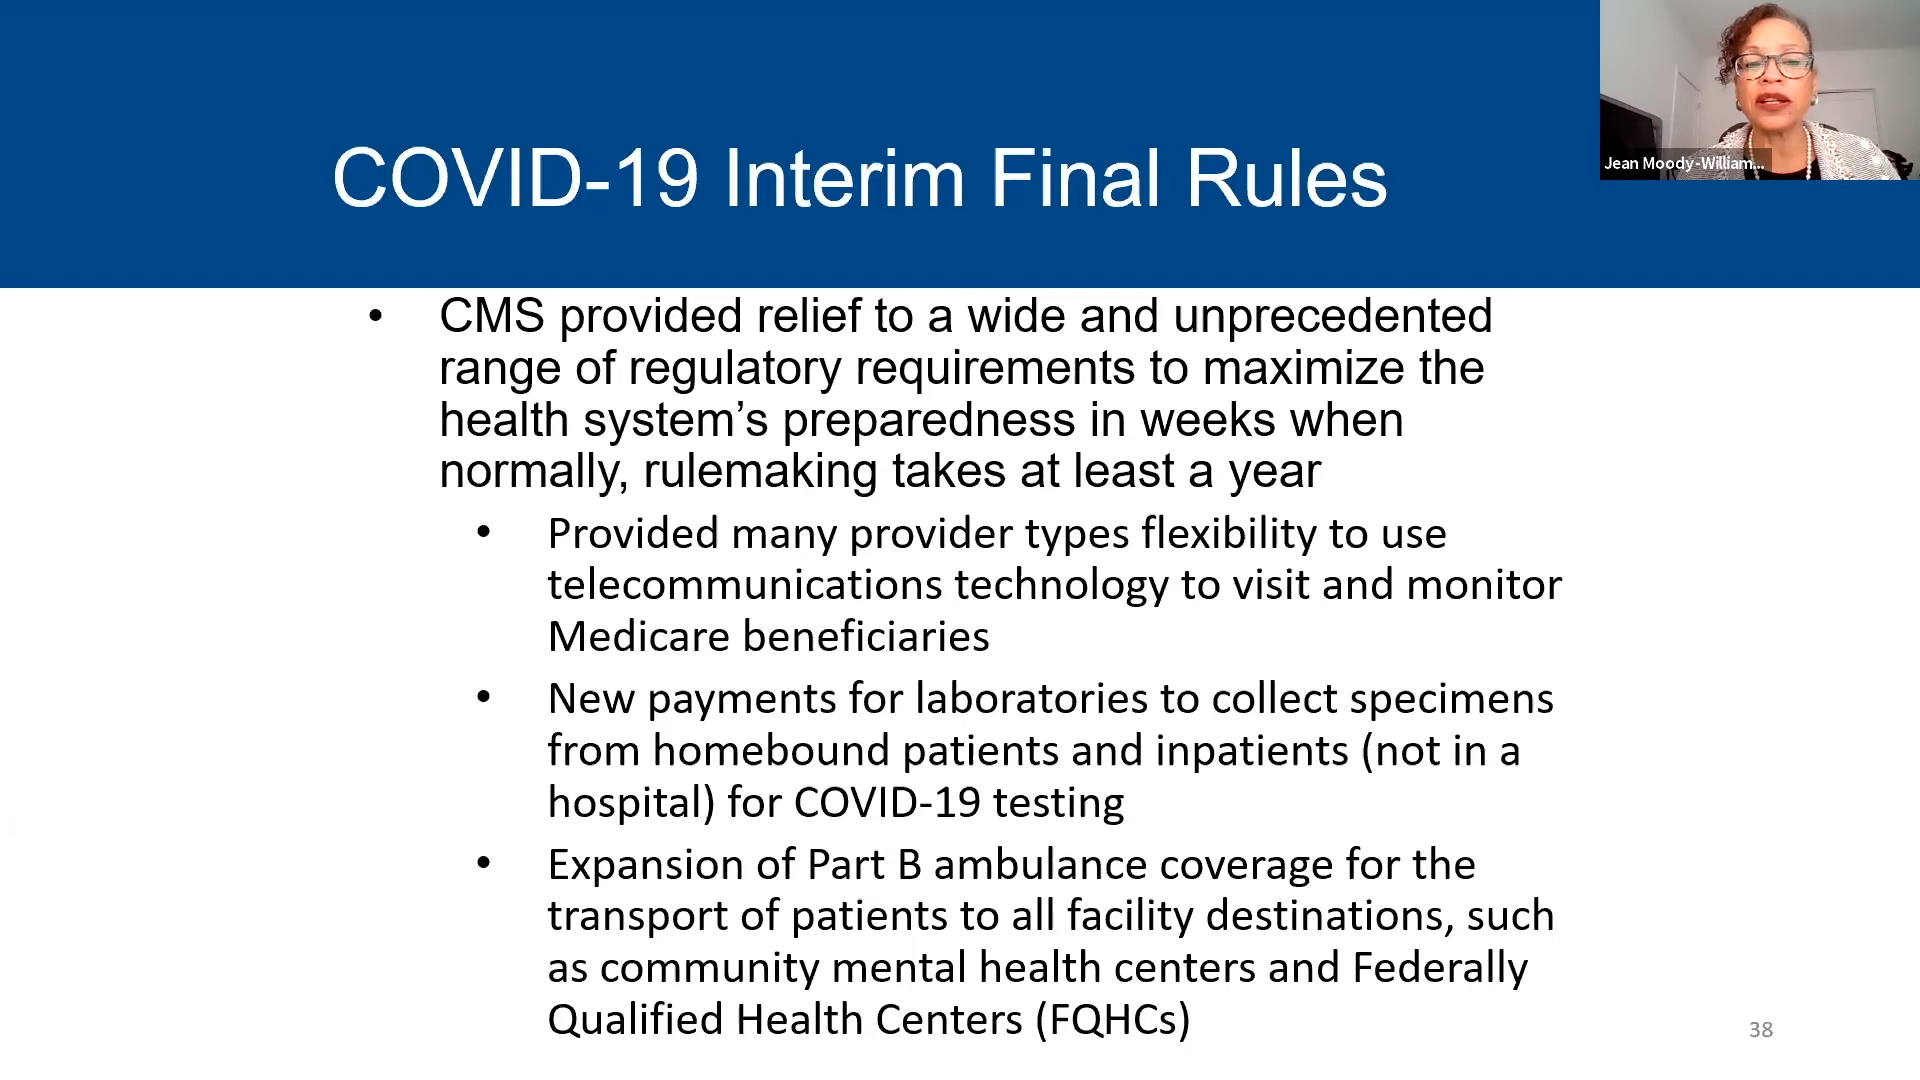 COVID-19 Interim Final Rules
Jean Moody-William...
• CMS provided relief to a wide and unprecedented
range of regulatory requirements to maximize the
health system’s preparedness in weeks when
normally, rulemaking takes at least a year
• Provided many provider types flexibility to use
telecommunications technology to visit and monitor
Medicare beneficiaries
• New payments for laboratories to collect specimens
from homebound patients and inpatients (not in a
hospital) for COVID-19 testing
• Expansion of Part B ambulance coverage for the
transport of patients to all facility destinations, such
as community mental health centers and Federally
Qualified Health Centers (FQHCs)
38